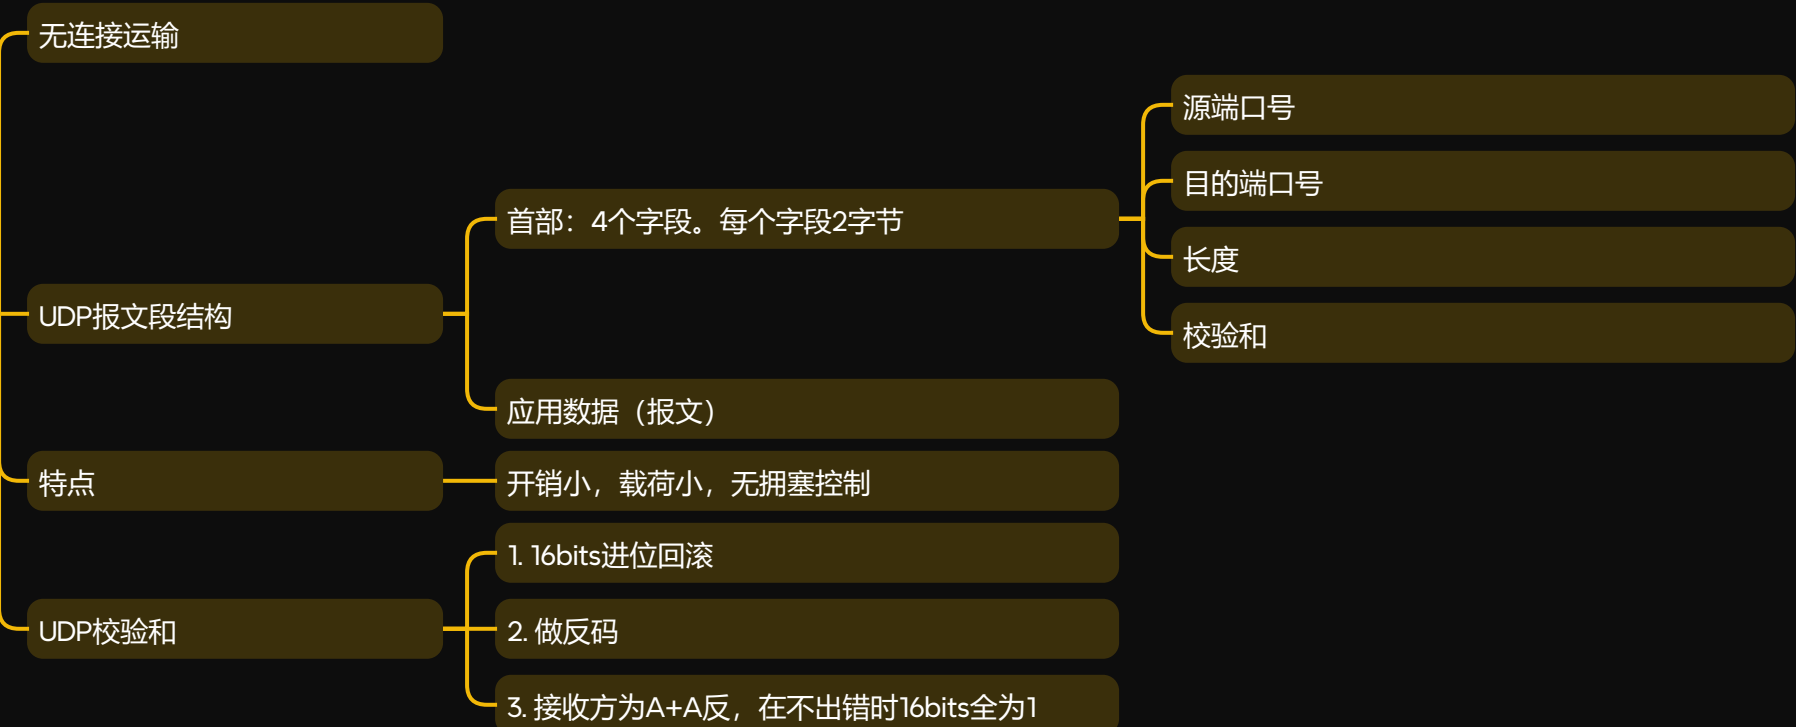 无连接运输
UDP报文段结构
首部：4个字段。每个字段2字节
源端口号
目的端口号
长度
校验和
应用数据（报文）
特点
开销小，载荷小，无拥塞控制
UDP校验和
1. 16bits进位回滚
2. 做反码
3. 接收方为A+A反，在不出错时16bits全为1